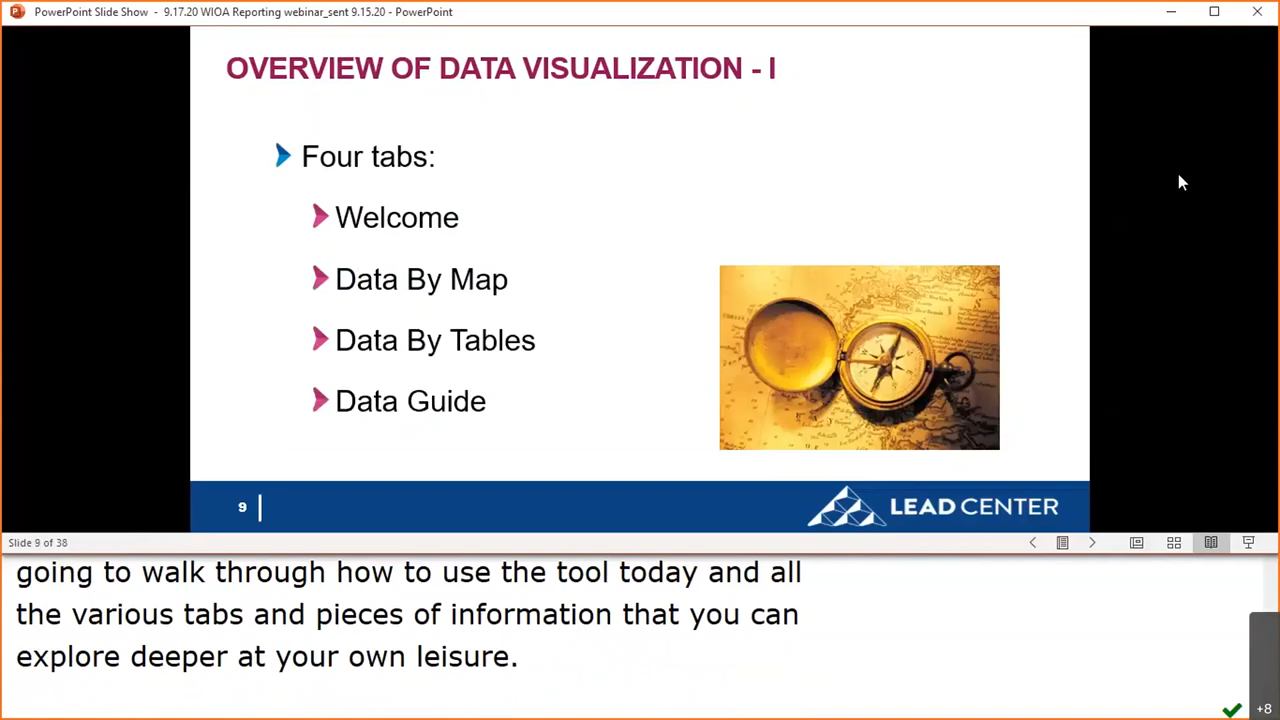 PowerPoint Slide Show - 9.17.20 WIOA Reporting webinar_sent 9.15.20 - PowerPoint
OVERVIEW OF DATA VISUALIZATION - I
Four tabs:
Welcome
Data By Map
Data By Tables
Data Guide
9
LEAD CENTER
Slide 9 of 38
going to walk through how to use the tool today and all
the various tabs and pieces of information that you can
explore deeper at your own leisure.
+8